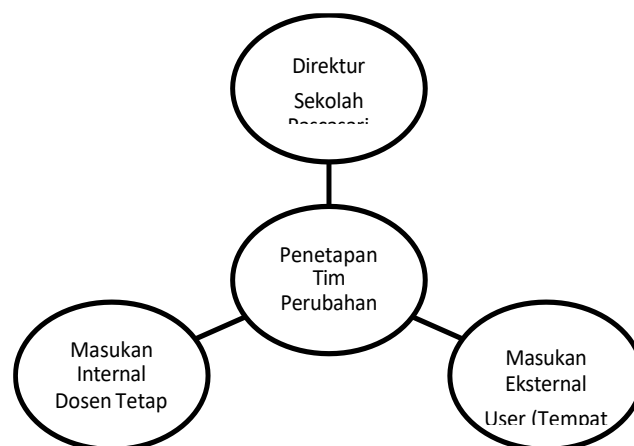 Direktur
Sekolah
Penetapan
Tim
Perubahan
Masukan
Internal
Dosen Tetap
Masukan
Eksternal
User (Tempat